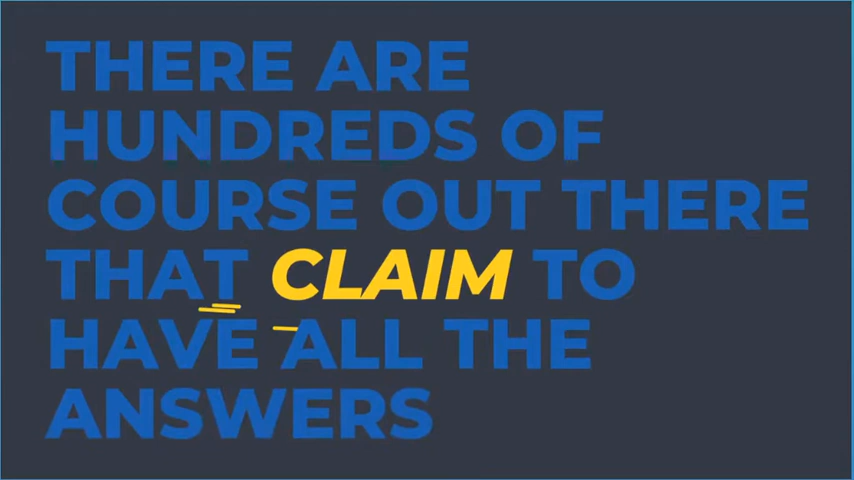 THERE ARE
HUNDREDS OF
COURSE OUT THERE
THAT CLAIM TO
HAVE ALL THE
ANSWERS